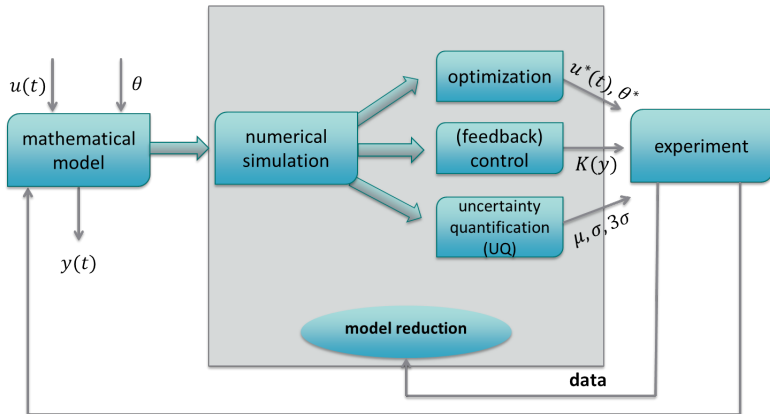 u(t)
θ
mathematical
model
y(t)
numerical
simulation
optimization
(feedback)
control
uncertainty
quantification
(UQ)
u*(t), θ*
K(y)
μ, σ, 3σ
experiment
model reduction
data